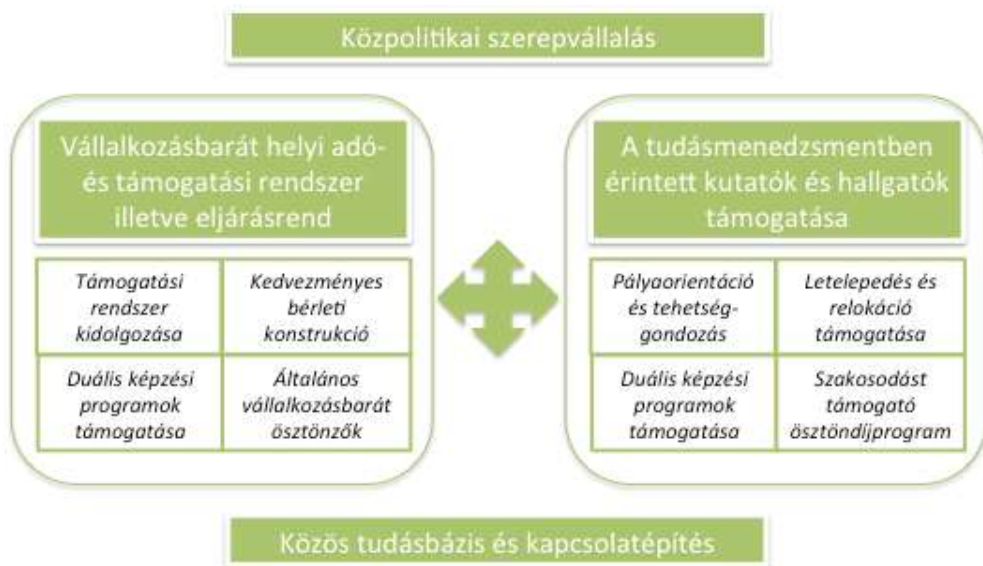 Közpolitikai szerepvállalás
Vállalkozásbarát helyi adó-
és támogatási rendszer
illetve eljárásrend
Támogatási
rendszer
kidolgozása
Kedvezményes
bérleti
konstrukció
Duális képzési
programok
támogatása
Általános
vállalkozásbarát
ösztönzők
A tudásmenedzsmentben
érintett kutatók és hallgatók
támogatása
Pályaorientáció
és tehetség-
gondozás
Letelepedés és
relokáció
támogatása
Duális képzési
programok
támogatása
Szakosodást
támogató
ösztöndíjprogram
Közös tudásbázis és kapcsolatépítés